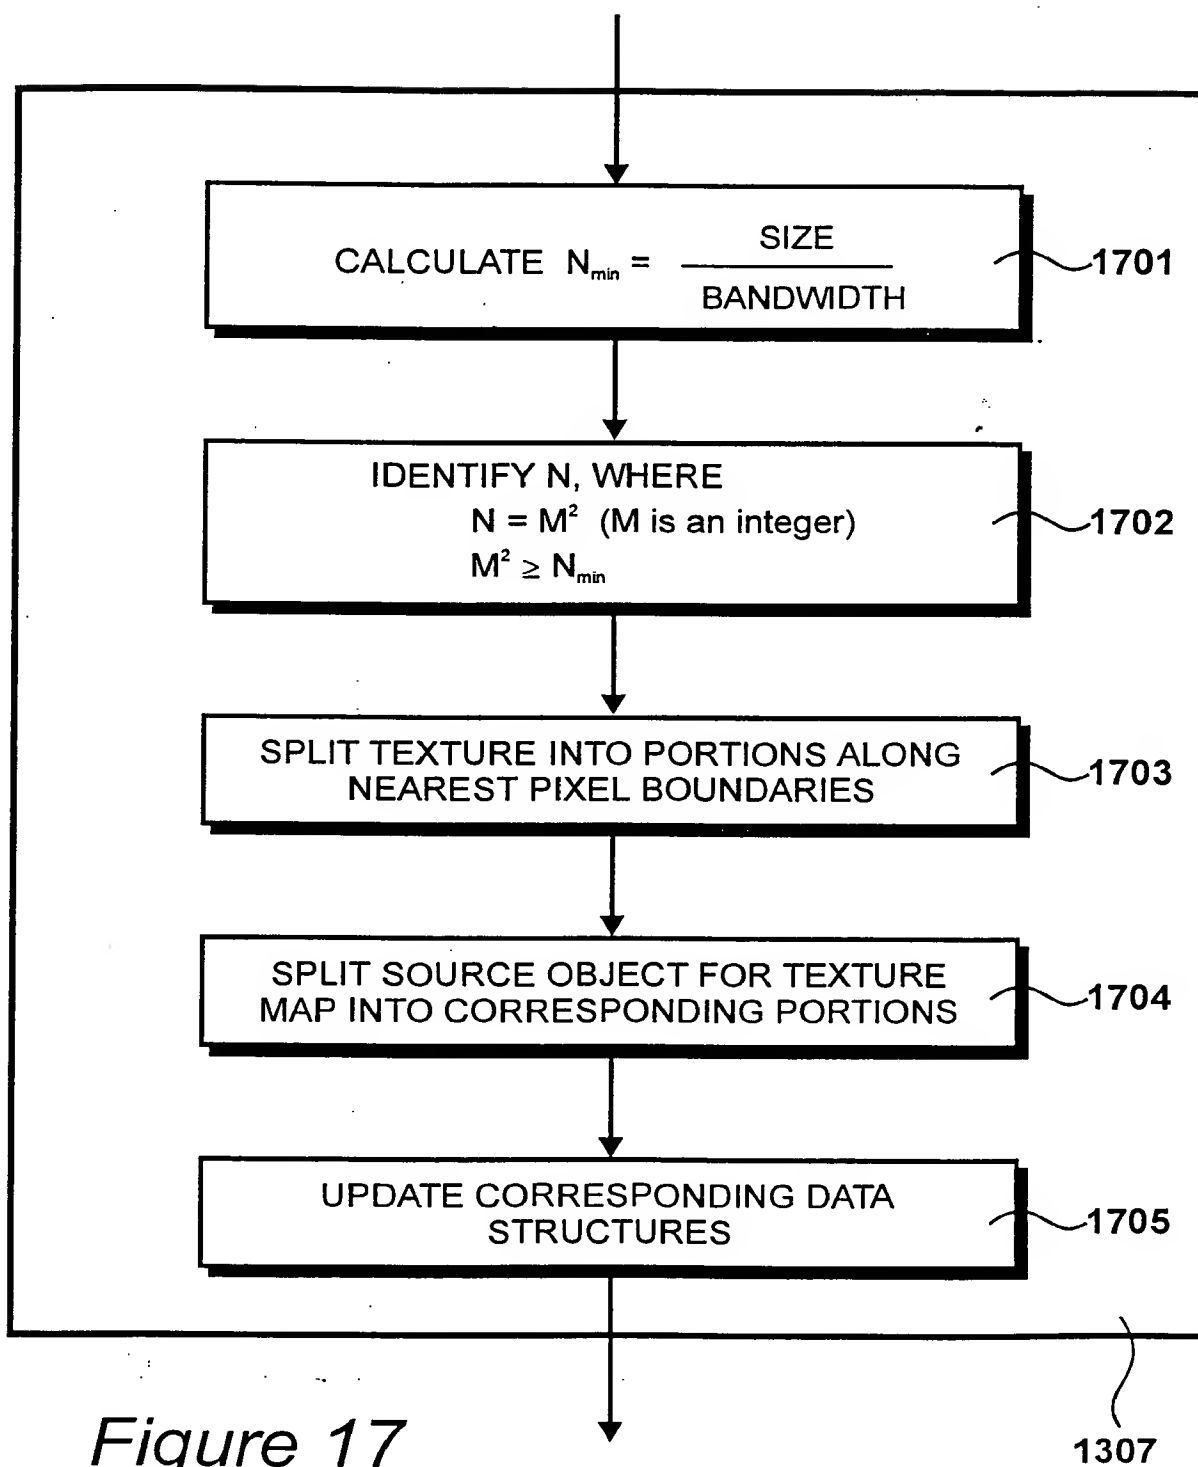 CALCULATE N_min = SIZE / BANDWIDTH
1701
IDENTIFY N, WHERE
N = M² (M is an integer)
M² ≥ N_min
1702
SPLIT TEXTURE INTO PORTIONS ALONG
NEAREST PIXEL BOUNDARIES
1703
SPLIT SOURCE OBJECT FOR TEXTURE
MAP INTO CORRESPONDING PORTIONS
1704
UPDATE CORRESPONDING DATA
STRUCTURES
1705
Figure 17
1307